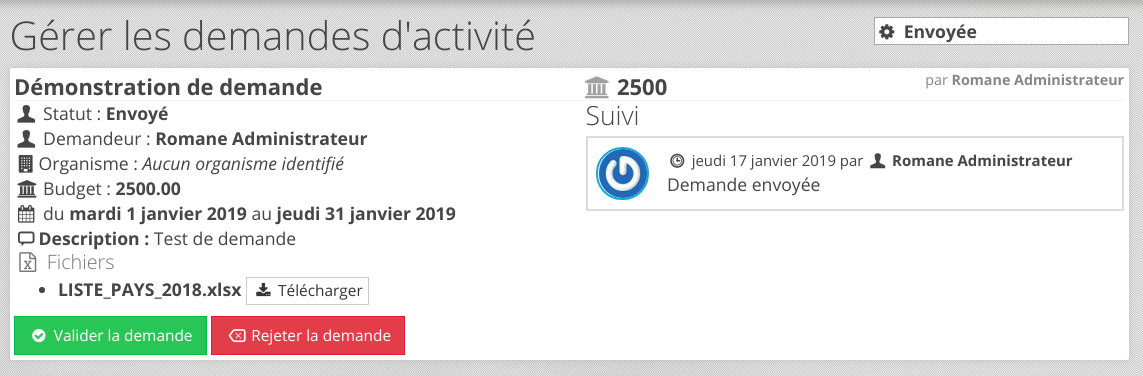 Gérer les demandes d'activité
Envoyée
Démonstration de demande
2500
par Romane Administrateur
Statut : Envoyé
Demandeur : Romane Administrateur
Organisme : Aucun organisme identifié
Budget : 2500.00
du mardi 1 janvier 2019 au jeudi 31 janvier 2019
Description : Test de demande
Fichiers
• LISTE_PAYS_2018.xlsx Télécharger
Valider la demande
Rejeter la demande
Suivi
jeudi 17 janvier 2019 par Romane Administrateur
Demande envoyée